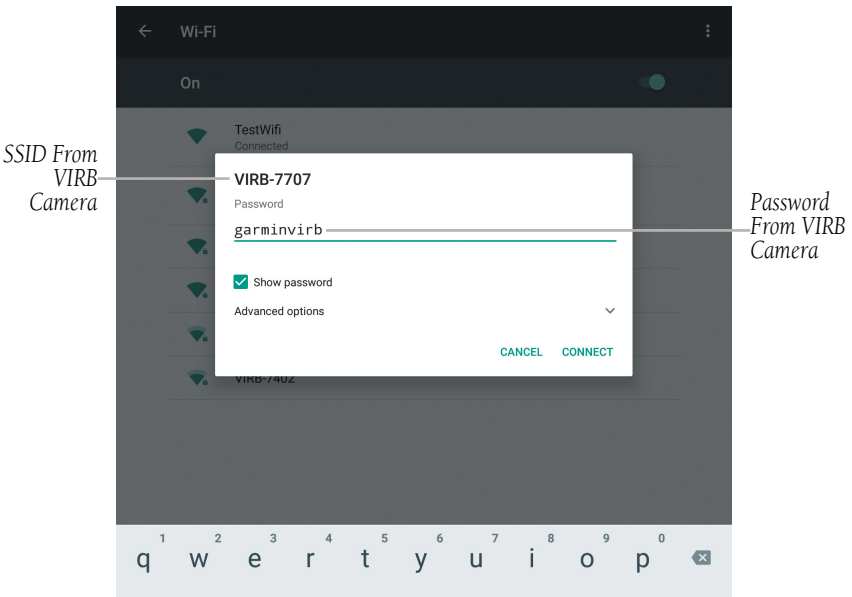 Wi-Fi
On
TestWifi
Connected
SSID From
VIRB
Camera
VIRB-7707
Password
garminvirb
Password
From VIRB
Camera
Show password
Advanced options
CANCEL CONNECT
VIRB-7402
1 2 3 4 5 6 7 8 9 0
q w e r t y u i o p